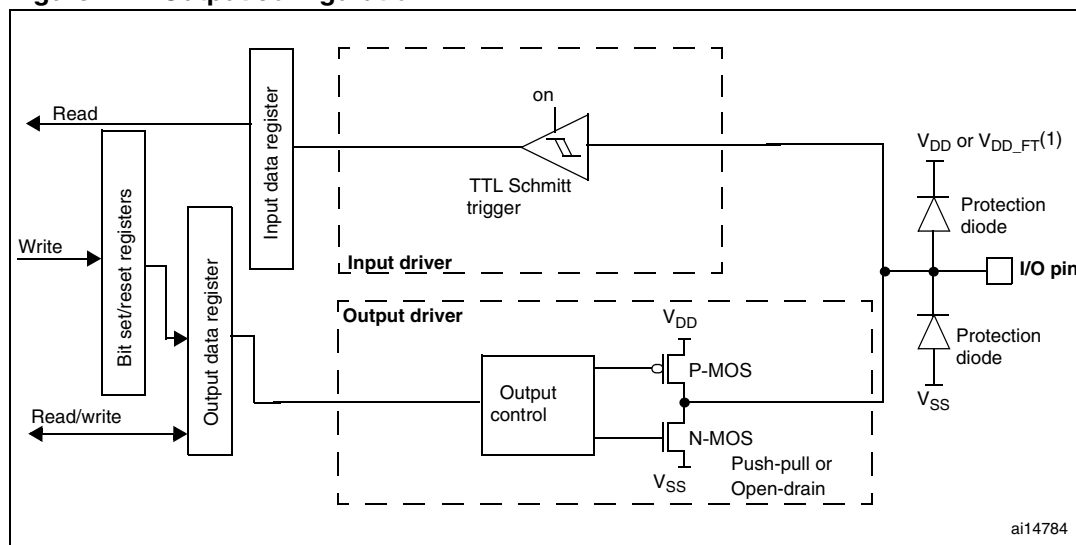 on
Read
Input data register
TTL Schmitt
trigger
Input driver
V_DD or V_DD_FT(1)
Protection
diode
I/O pin
Protection
diode
V_SS
Write
Bit set/reset registers
Output data register
Read/write
Output driver
V_DD
P-MOS
Output
control
N-MOS
V_SS
Push-pull or
Open-drain
ai14784